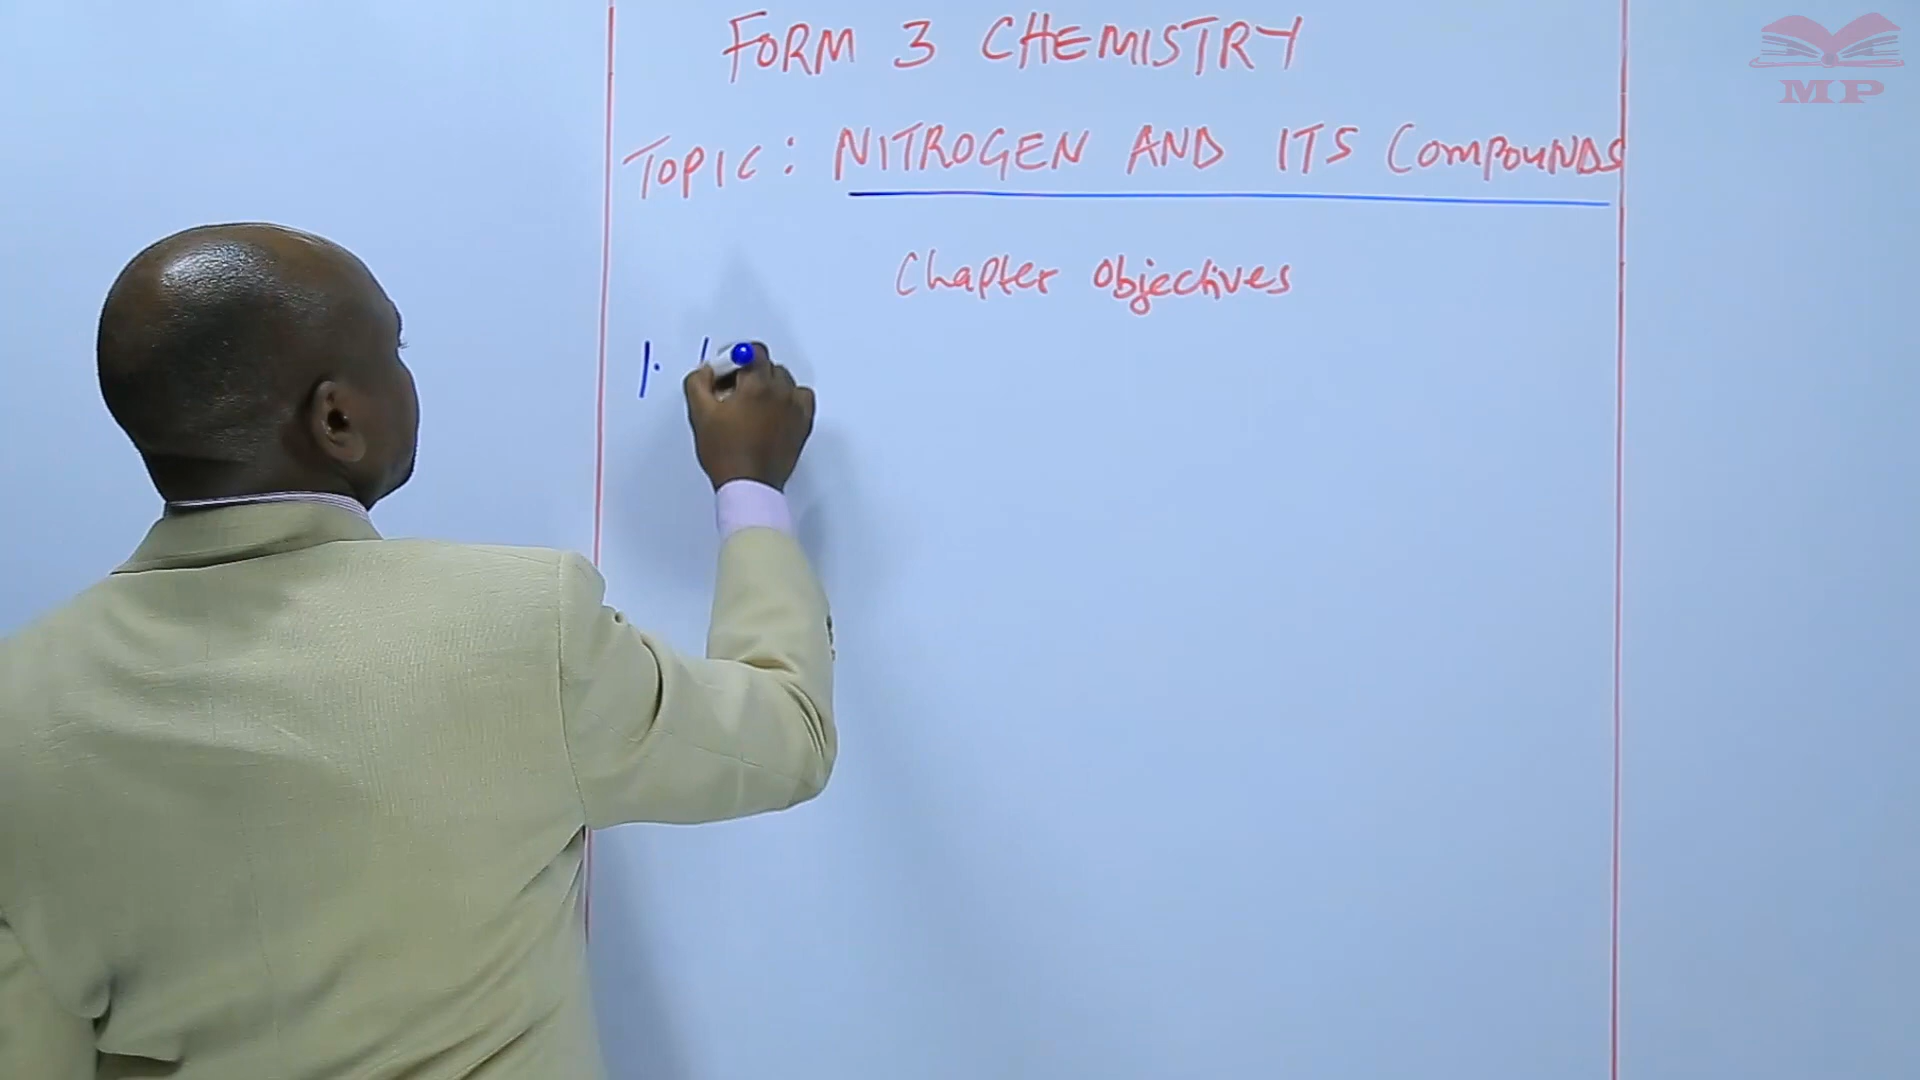 FORM 3 CHEMISTRY
MP
TOPIC: NITROGEN AND ITS COMPOUNDS
Chapter Objectives
1.